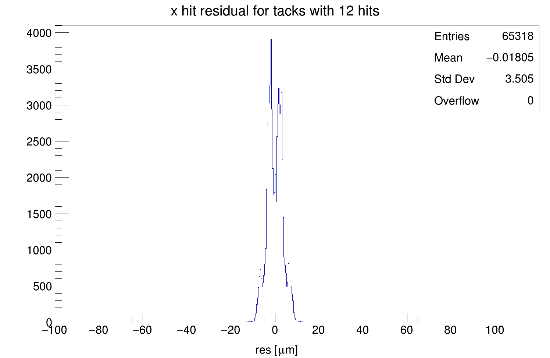 x hit residual for tacks with 12 hits
Entries 65318
Mean −0.01805
Std Dev 3.505
Overflow 0
4000
3500
3000
2500
2000
1500
1000
500
0
−100 −80 −60 −40 −20 0 20 40 60 80 100
res [μm]